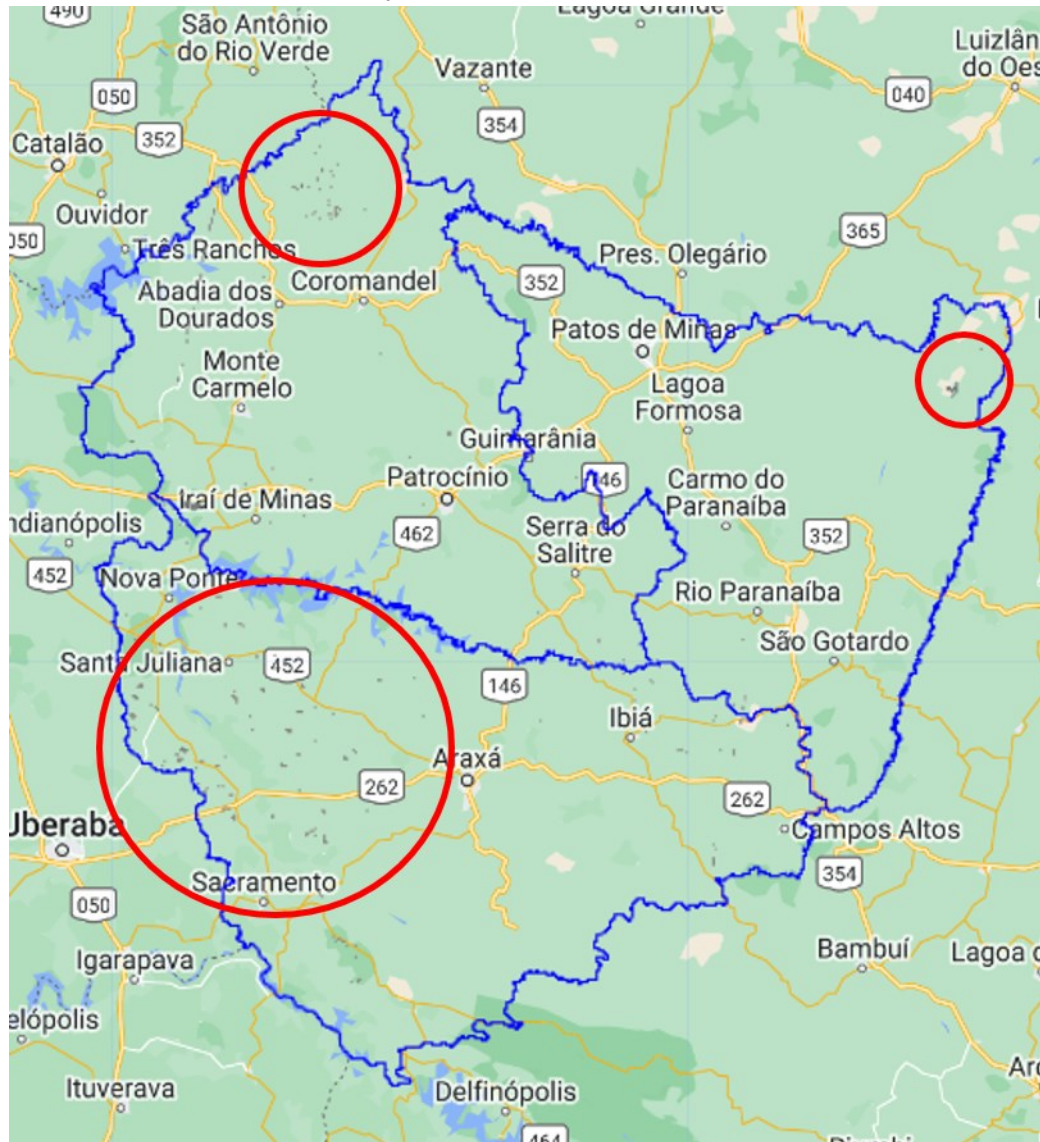 490
São Antônio
do Rio Verde
Lagoa Grande
Vazante
Luizlân
do Oes
050
040
354
352
Catalão
Ouvidor
050
Três Ranchos
365
Pres. Olegário
Coromandel
352
Abadia dos
Dourados
Patos de Minas
Monte
Carmelo
Lagoa
Formosa
Guimarânia
Patrocínio
146
Carmo do
Paranaíba
Iraí de Minas
ndianópolis
462
Serra do
Salitre
352
452
Nova Ponte
Rio Paranaíba
São Gotardo
Santa Juliana
452
146
Ibiá
Araxá
262
262
Uberaba
Campos Altos
354
Sacramento
050
Bambuí
Lagoa d
Igarapava
elópolis
Ituverava
Delfinópolis
Arc
464